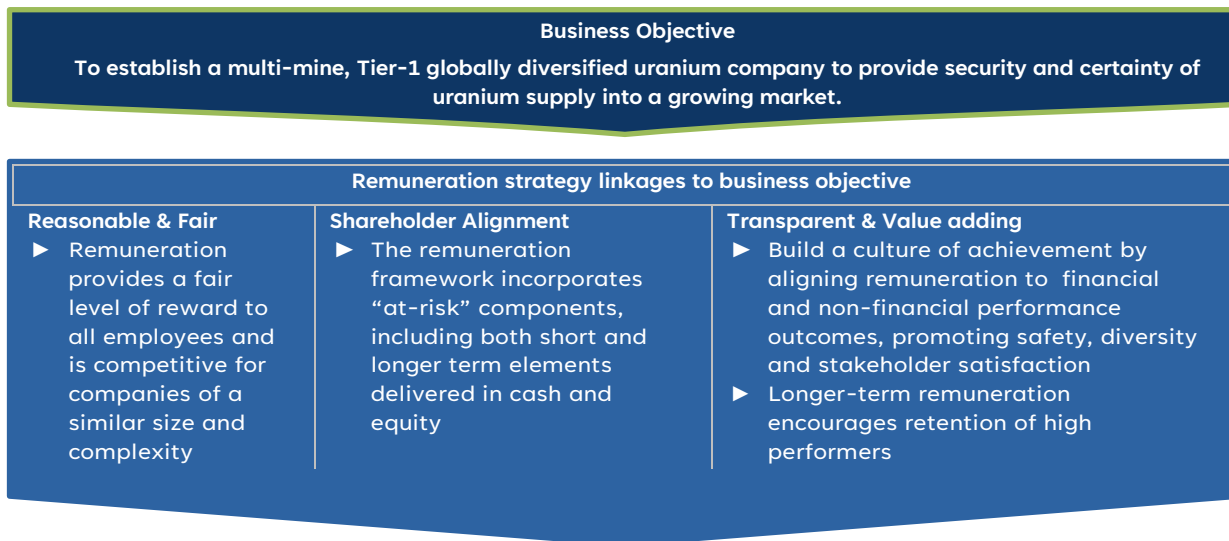 Business Objective
To establish a multi-mine, Tier-1 globally diversified uranium company to provide security and certainty of
uranium supply into a growing market.
Remuneration strategy linkages to business objective
Reasonable & Fair
► Remuneration
provides a fair
level of reward to
all employees and
is competitive for
companies of a
similar size and
complexity
Shareholder Alignment
► The remuneration
framework incorporates
“at-risk” components,
including both short and
longer term elements
delivered in cash and
equity
Transparent & Value adding
► Build a culture of achievement by
aligning remuneration to financial
and non-financial performance
outcomes, promoting safety, diversity
and stakeholder satisfaction
► Longer-term remuneration
encourages retention of high
performers